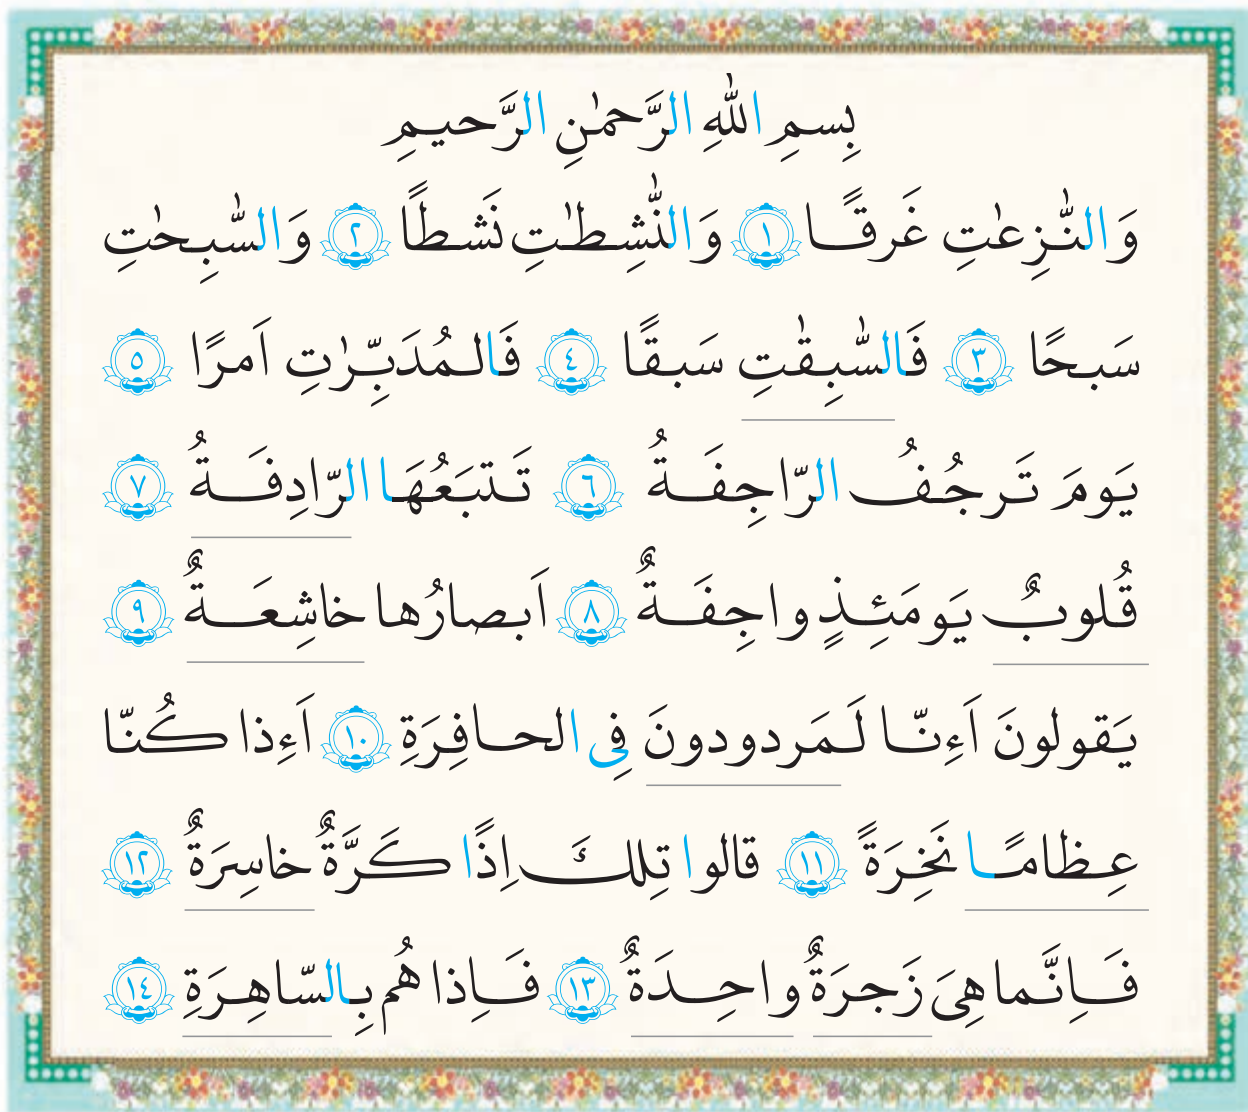 بِسمِ اللّٰهِ الرَّحمٰنِ الرَّحیمِ
وَالنّٰزِعٰتِ غَرقًا ١ وَالنّٰشِطٰتِ نَشطًا ٢ وَالسّٰبِحٰتِ
سَبحًا ٣ فَالسّٰبِقٰتِ سَبقًا ٤ فَالمُدَبِّرٰتِ اَمرًا ٥
یَومَ تَرجُفُ الرّاجِفَةُ ٦ تَتبَعُهَا الرّادِفَةُ ٧
قُلوبٌ یَومَئِذٍ واجِفَةٌ ٨ اَبصارُها خاشِعَةٌ ٩
یَقولونَ اَءِنّا لَمَردودونَ فِی الحافِرَةِ ١٠ اَءِذا كُنّا
عِظامًا نَخِرَةً ١١ قالوا تِلكَ اِذًا كَرَّةٌ خاسِرَةٌ ١٢
فَاِنَّما هِیَ زَجرَةٌ واحِدَةٌ ١٣ فَاِذا هُم بِالسّاهِرَةِ ١٤